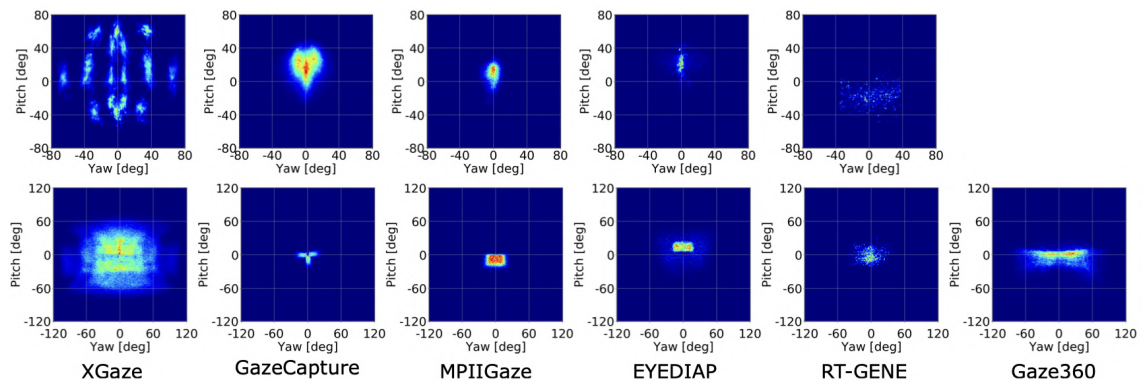 80 80 80 80 80
40 40 40 40 40
Pitch [deg] Pitch [deg] Pitch [deg] Pitch [deg] Pitch [deg]
0 0 0 0 0
-40 -40 -40 -40 -40
-80 -80 -80 -80 -80
-80 -40 0 40 80 -80 -40 0 40 80 -80 -40 0 40 80 -80 -40 0 40 80 -80 -40 0 40 80
Yaw [deg] Yaw [deg] Yaw [deg] Yaw [deg] Yaw [deg]
120 120 120 120 120 120
60 60 60 60 60 60
Pitch [deg] Pitch [deg] Pitch [deg] Pitch [deg] Pitch [deg] Pitch [deg]
0 0 0 0 0 0
-60 -60 -60 -60 -60 -60
-120 -120 -120 -120 -120 -120
-120 -60 0 60 120 -120 -60 0 60 120 -120 -60 0 60 120 -120 -60 0 60 120 -120 -60 0 60 120 -120 -60 0 60 120
Yaw [deg] Yaw [deg] Yaw [deg] Yaw [deg] Yaw [deg] Yaw [deg]
XGaze GazeCapture MPIIGaze EYEDIAP RT-GENE Gaze360